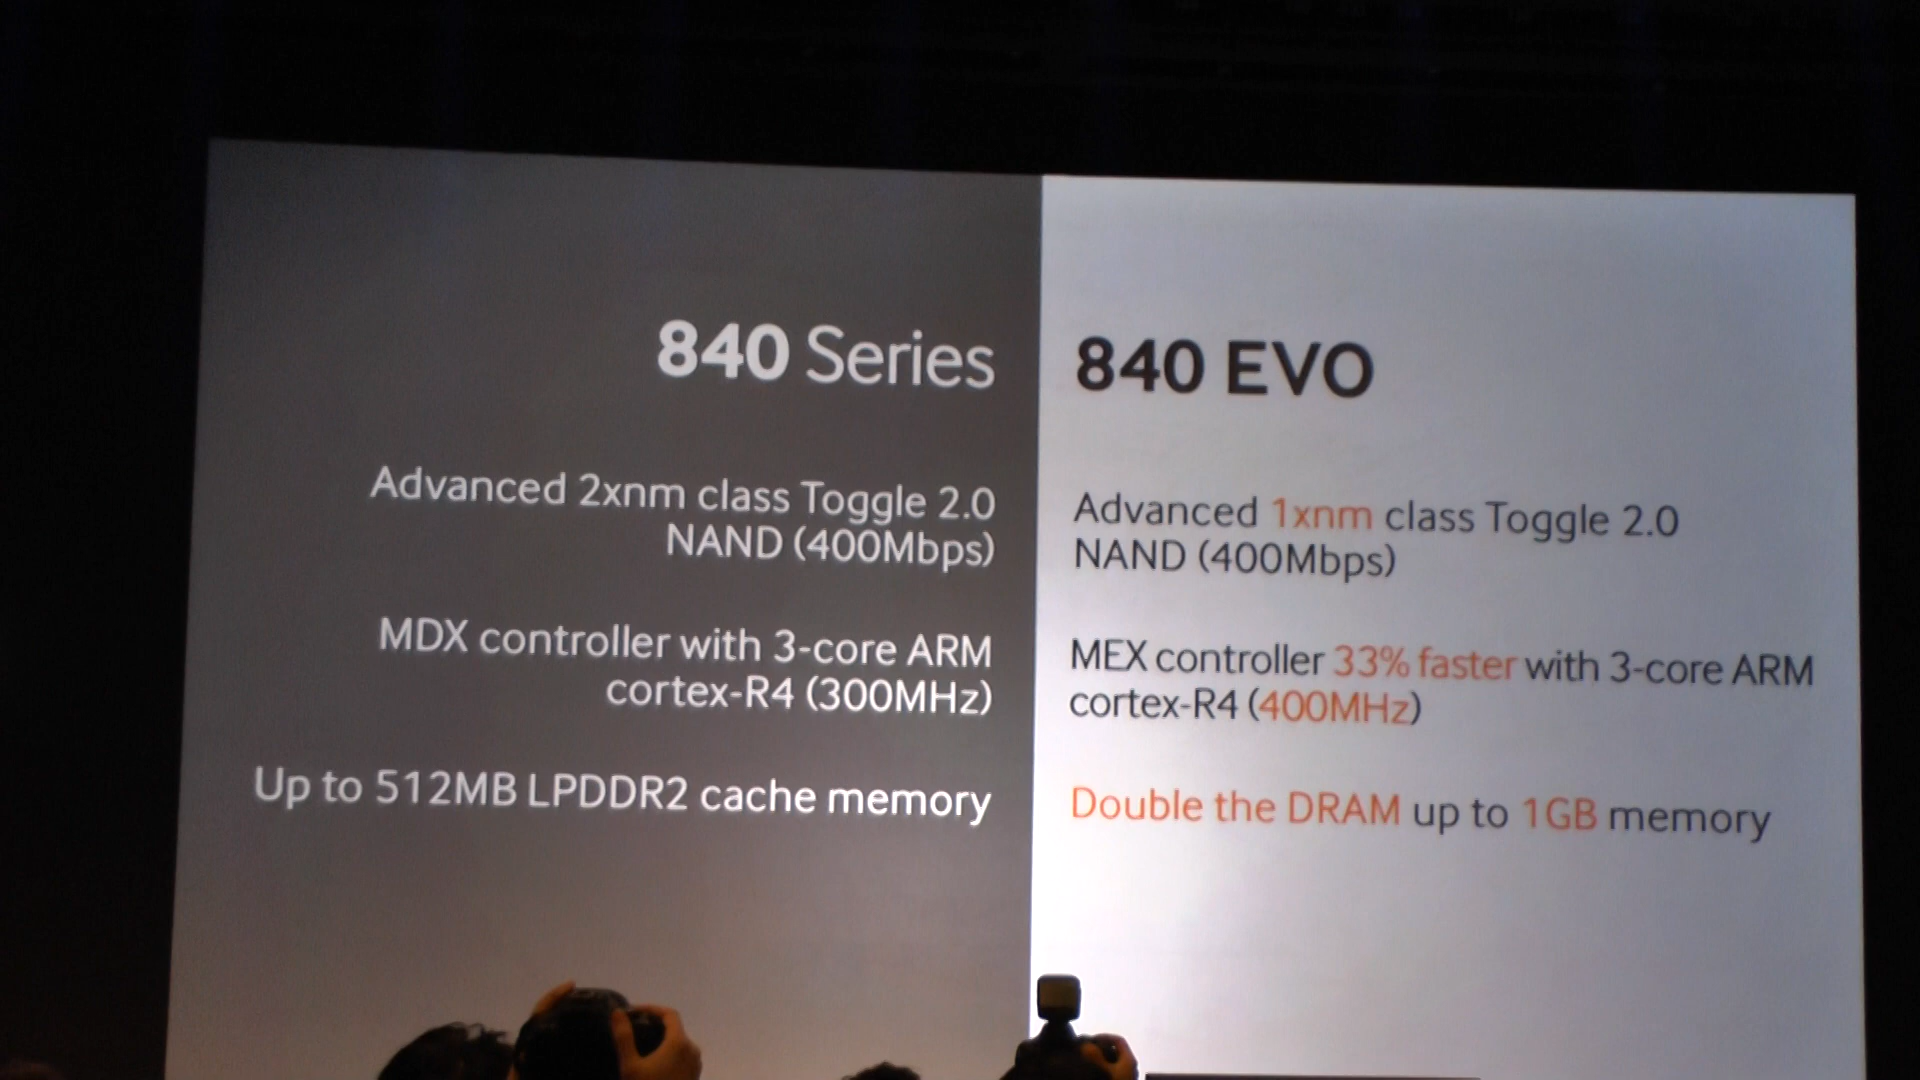 840 Series
Advanced 2xnm class Toggle 2.0
NAND (400Mbps)
MDX controller with 3-core ARM
cortex-R4 (300MHz)
Up to 512MB LPDDR2 cache memory
840 EVO
Advanced 1xnm class Toggle 2.0
NAND (400Mbps)
MEX controller 33% faster with 3-core ARM
cortex-R4 (400MHz)
Double the DRAM up to 1GB memory